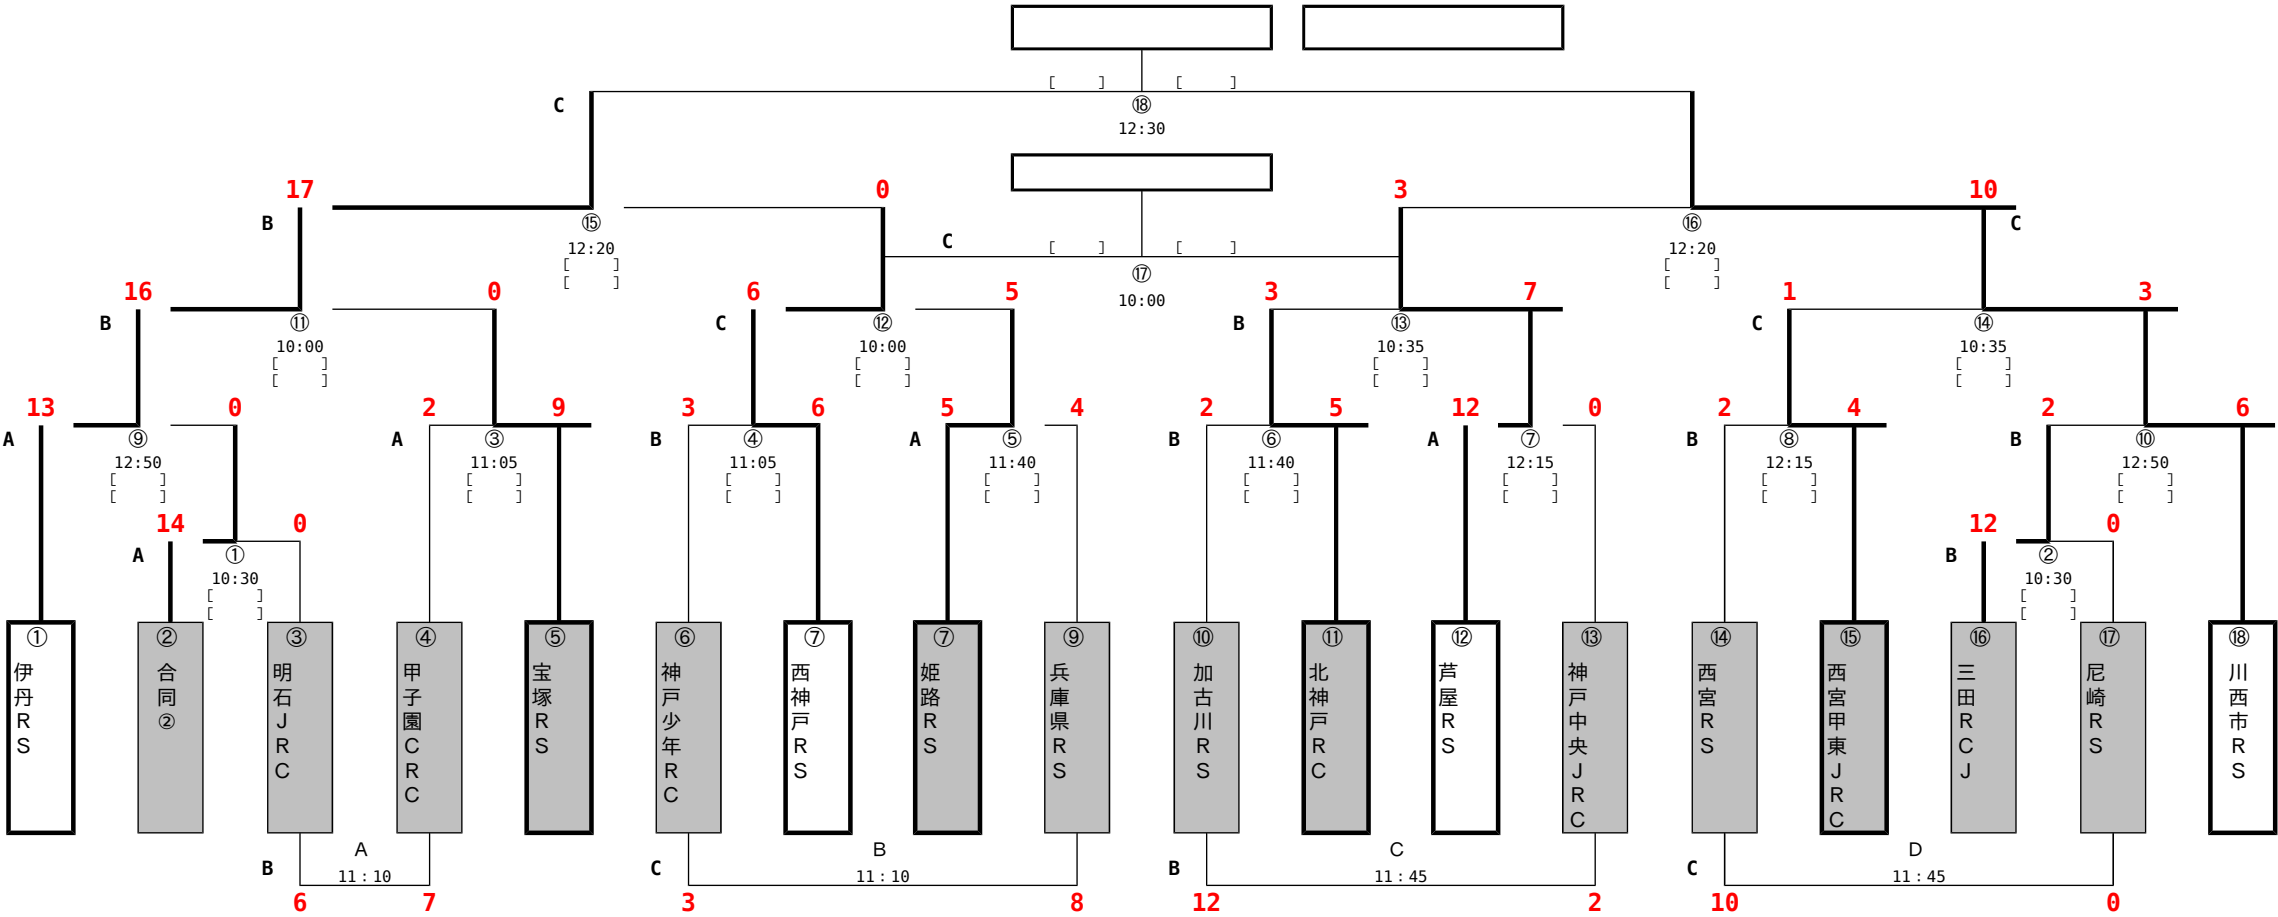 [ ] [ ]
C
⑱
12:30
17 0 3 10
B ⑮ ⑯ C
12:20 12:20
[ ] [ ]
[ ] [ ]
C [ ] [ ]
⑰
10:00
16 0 6 5 3 7 1 3
B ⑪ C ⑫ B ⑬ C ⑭
10:00 10:00 10:35 10:35
[ ] [ ] [ ] [ ]
[ ] [ ] [ ] [ ]
13 0 2 9 3 6 5 4 2 5 12 0 2 4 2 6
A ⑨ A ③ B ④ A ⑤ B ⑥ A ⑦ B ⑧ B ⑩
12:50 11:05 11:05 11:40 11:40 12:15 12:15 12:50
[ ] [ ] [ ] [ ] [ ] [ ] [ ] [ ]
[ ] [ ] [ ] [ ] [ ] [ ] [ ] [ ]
14 0 12 0
A ① B ②
10:30 10:30
[ ] [ ]
[ ] [ ]
① 伊丹RS
② 合同②
③ 明石JRC
④ 甲子園CRC
⑤ 宝塚RS
⑥ 神戸少年RC
⑦ 西神戸RS
⑦ 姫路RS
⑨ 兵庫県RS
⑩ 加古川RS
⑪ 北神戸RC
⑫ 芦屋RS
⑬ 神戸中央JRC
⑭ 西宮RS
⑮ 西宮甲東JRC
⑯ 三田RCJ
⑰ 尼崎RS
⑱ 川西市RS
A B C D
B 11:10 C 11:10 B 11:45 C 11:45
6 7 3 8 12 2 10 0